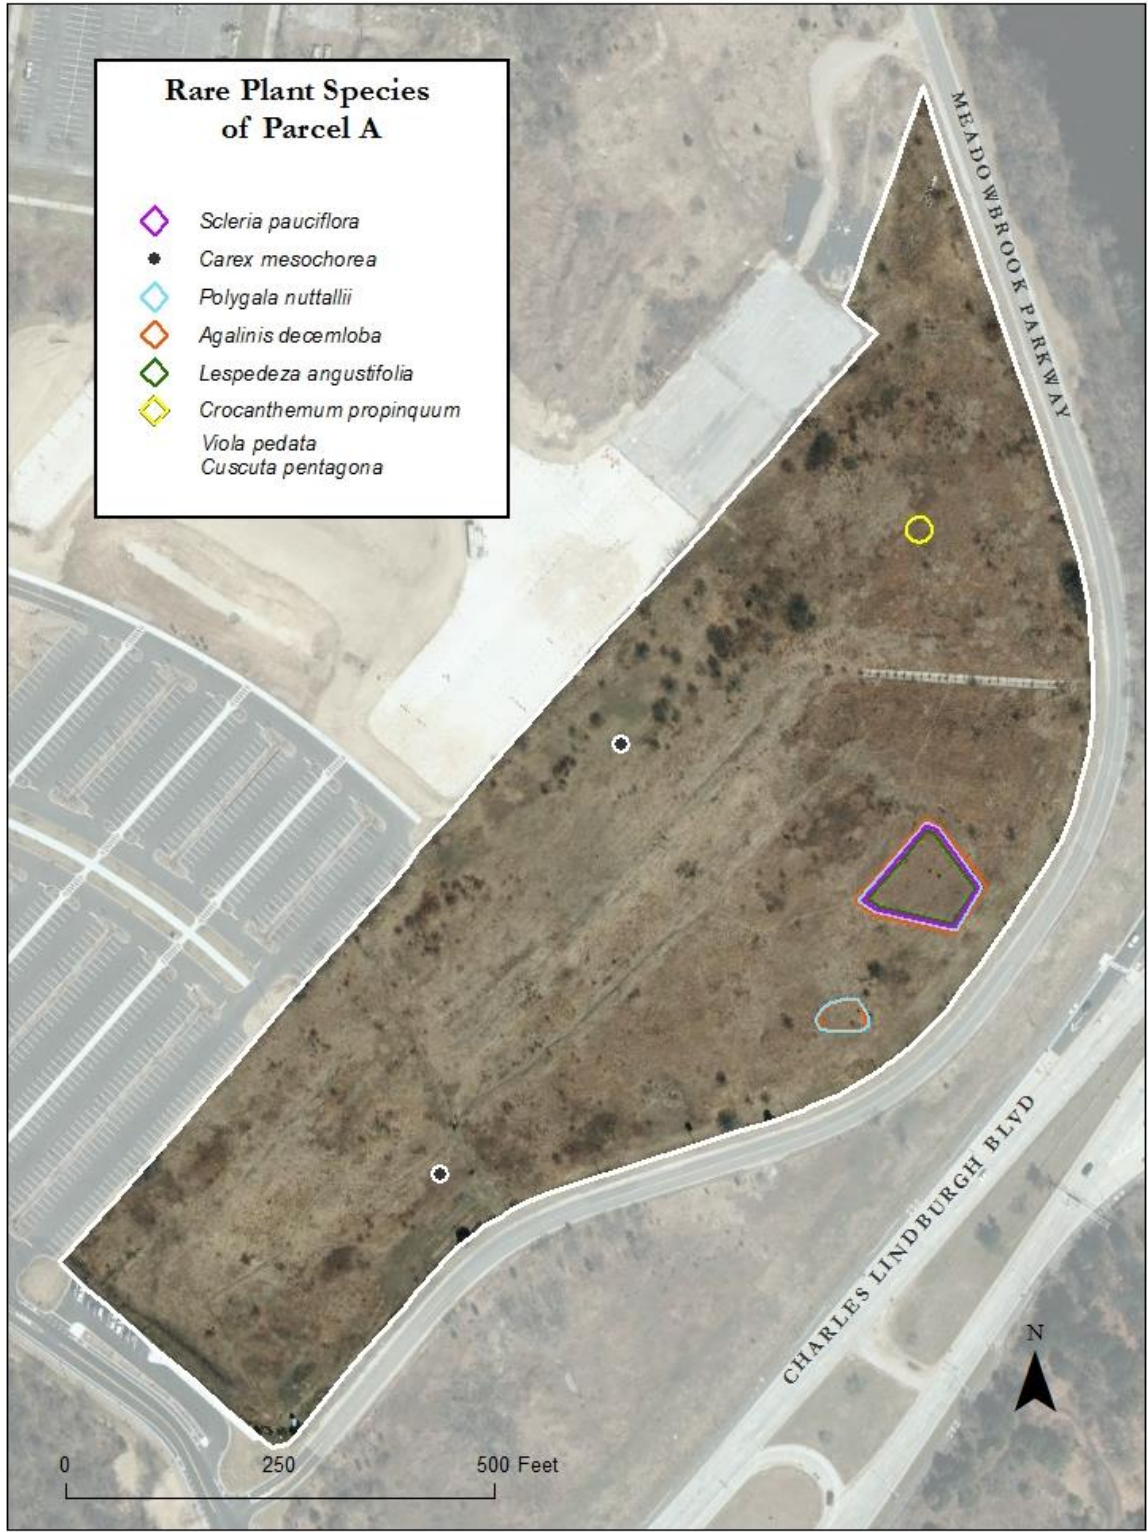 Rare Plant Species
of Parcel A
Scleria pauciflora
Carex mesochorea
Polygala nuttallii
Agalinis decemloba
Lespedeza angustifolia
Crocanthemum propinquum
Viola pedata
Cuscuta pentagona
MEADOWBROOK PARKWAY
CHARLES LINDBURGH BLVD
N
0 250 500 Feet